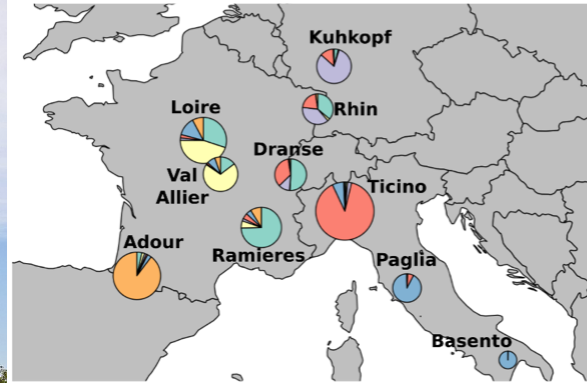 Kuhkopf
Loire
Rhin
Dranse
Val
Allier
Ticino
Adour
Ramieres
Paglia
Basento